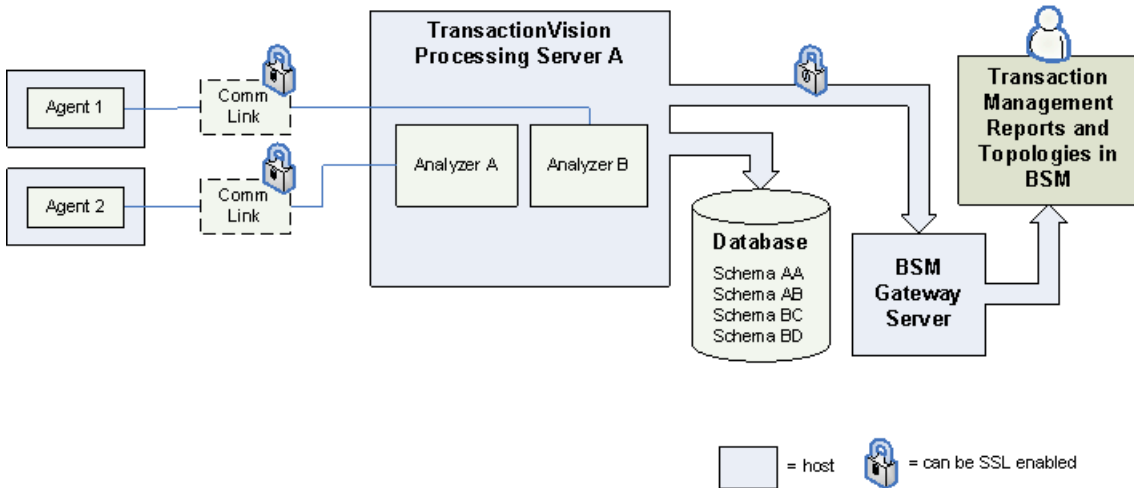 TransactionVision
Processing Server A
Agent 1
Comm
Link
Analyzer A
Analyzer B
Agent 2
Comm
Link
Transaction
Management
Reports and
Topologies in
BSM
Database
Schema AA
Schema AB
Schema BC
Schema BD
BSM
Gateway
Server
= host
= can be SSL enabled